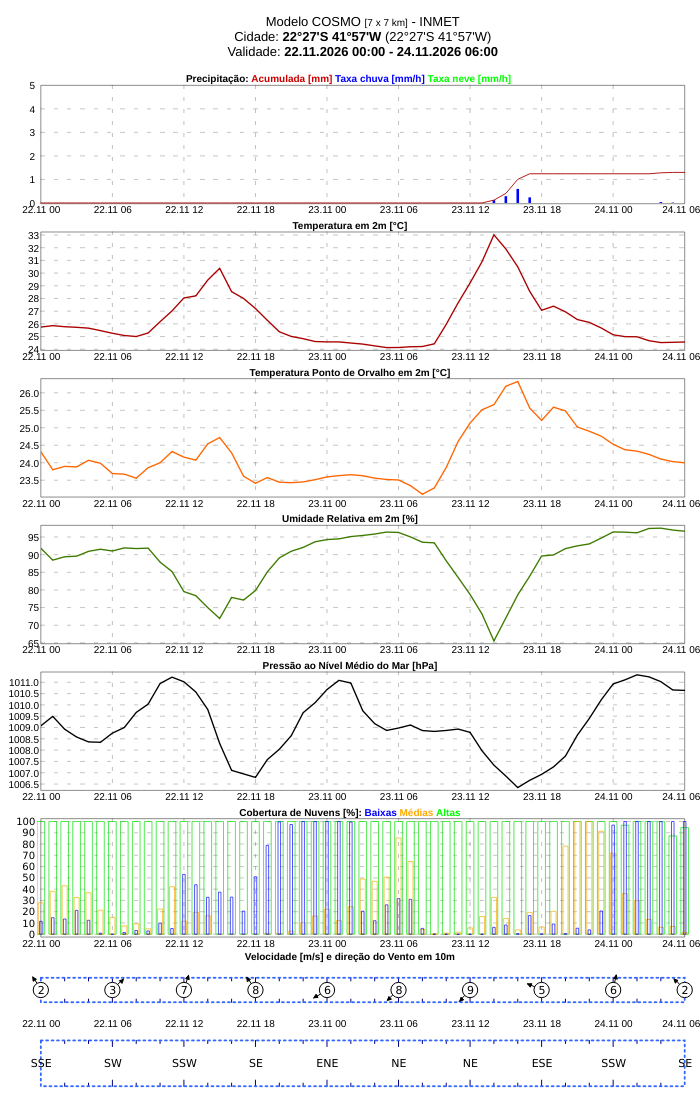 Modelo COSMO [7 x 7 km] - INMET
Cidade: 22°27'S 41°57'W (22°27'S 41°57'W)
Validade: 22.11.2026 00:00 - 24.11.2026 06:00
Precipitação: Acumulada [mm] Taxa chuva [mm/h] Taxa neve [mm/h]
5
4
3
2
1
0
22.11 00 22.11 06 22.11 12 22.11 18 23.11 00 23.11 06 23.11 12 23.11 18 24.11 00 24.11 06
Temperatura em 2m [°C]
33
32
31
30
29
28
27
26
25
24
22.11 00 22.11 06 22.11 12 22.11 18 23.11 00 23.11 06 23.11 12 23.11 18 24.11 00 24.11 06
Temperatura Ponto de Orvalho em 2m [°C]
26.0
25.5
25.0
24.5
24.0
23.5
22.11 00 22.11 06 22.11 12 22.11 18 23.11 00 23.11 06 23.11 12 23.11 18 24.11 00 24.11 06
Umidade Relativa em 2m [%]
95
90
85
80
75
70
65
22.11 00 22.11 06 22.11 12 22.11 18 23.11 00 23.11 06 23.11 12 23.11 18 24.11 00 24.11 06
Pressão ao Nível Médio do Mar [hPa]
1011.0
1010.5
1010.0
1009.5
1009.0
1008.5
1008.0
1007.5
1007.0
1006.5
22.11 00 22.11 06 22.11 12 22.11 18 23.11 00 23.11 06 23.11 12 23.11 18 24.11 00 24.11 06
Cobertura de Nuvens [%]: Baixas Médias Altas
100
90
80
70
60
50
40
30
20
10
0
22.11 00 22.11 06 22.11 12 22.11 18 23.11 00 23.11 06 23.11 12 23.11 18 24.11 00 24.11 06
Velocidade [m/s] e direção do Vento em 10m
2 3 7 8 6 8 9 5 6 2
22.11 00 22.11 06 22.11 12 22.11 18 23.11 00 23.11 06 23.11 12 23.11 18 24.11 00 24.11 06
SSE SW SSW SE ENE NE NE ESE SSW SE